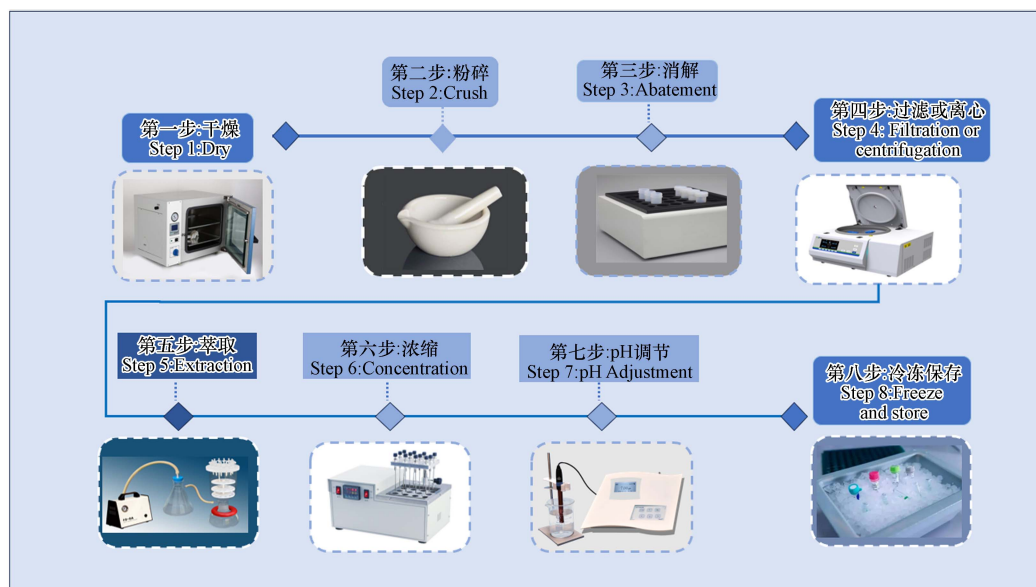 第一步:干燥
Step 1:Dry
第二步:粉碎
Step 2:Crush
第三步:消解
Step 3:Abatement
第四步:过滤或离心
Step 4: Filtration or
centrifugation
第五步:萃取
Step 5:Extraction
第六步:浓缩
Step 6:Concentration
第七步:pH调节
Step 7:pH Adjustment
第八步:冷冻保存
Step 8:Freeze
and store